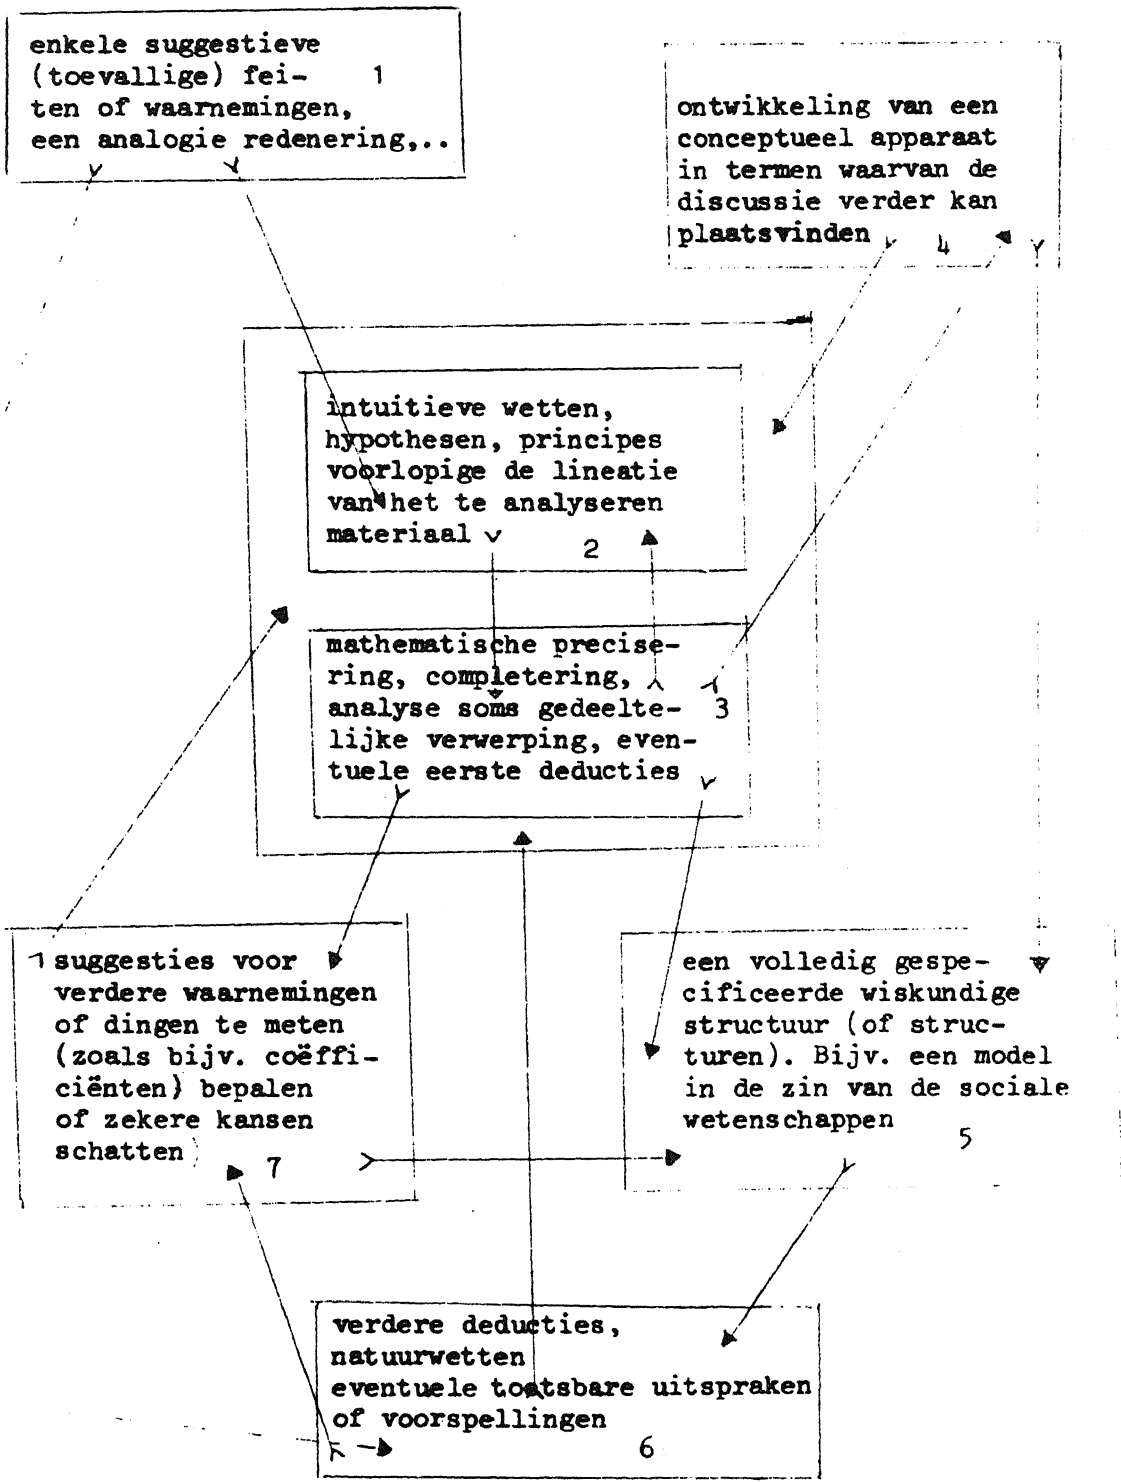 enkele suggestieve
(toevallige) fei- 1
ten of waarnemingen,
een analogie redenering,..
ontwikkeling van een
conceptueel apparaat
in termen waarvan de
discussie verder kan
plaatsvinden 4
intuitieve wetten,
hypothesen, principes
voorlopige de lineatie
van het te analyseren
materiaal
2
mathematische precise-
ring, completering,
analyse soms gedeelte- 3
lijke verwerping, even-
tuele eerste deducties
suggesties voor
verdere waarnemingen
of dingen te meten
(zoals bijv. coëffi-
ciënten) bepalen
of zekere kansen
schatten
7
een volledig gespe-
cificeerde wiskundige
structuur (of struc-
turen). Bijv. een model
in de zin van de sociale
wetenschappen
5
verdere deducties,
natuurwetten
eventuele toetsbare uitspraken
of voorspellingen
6